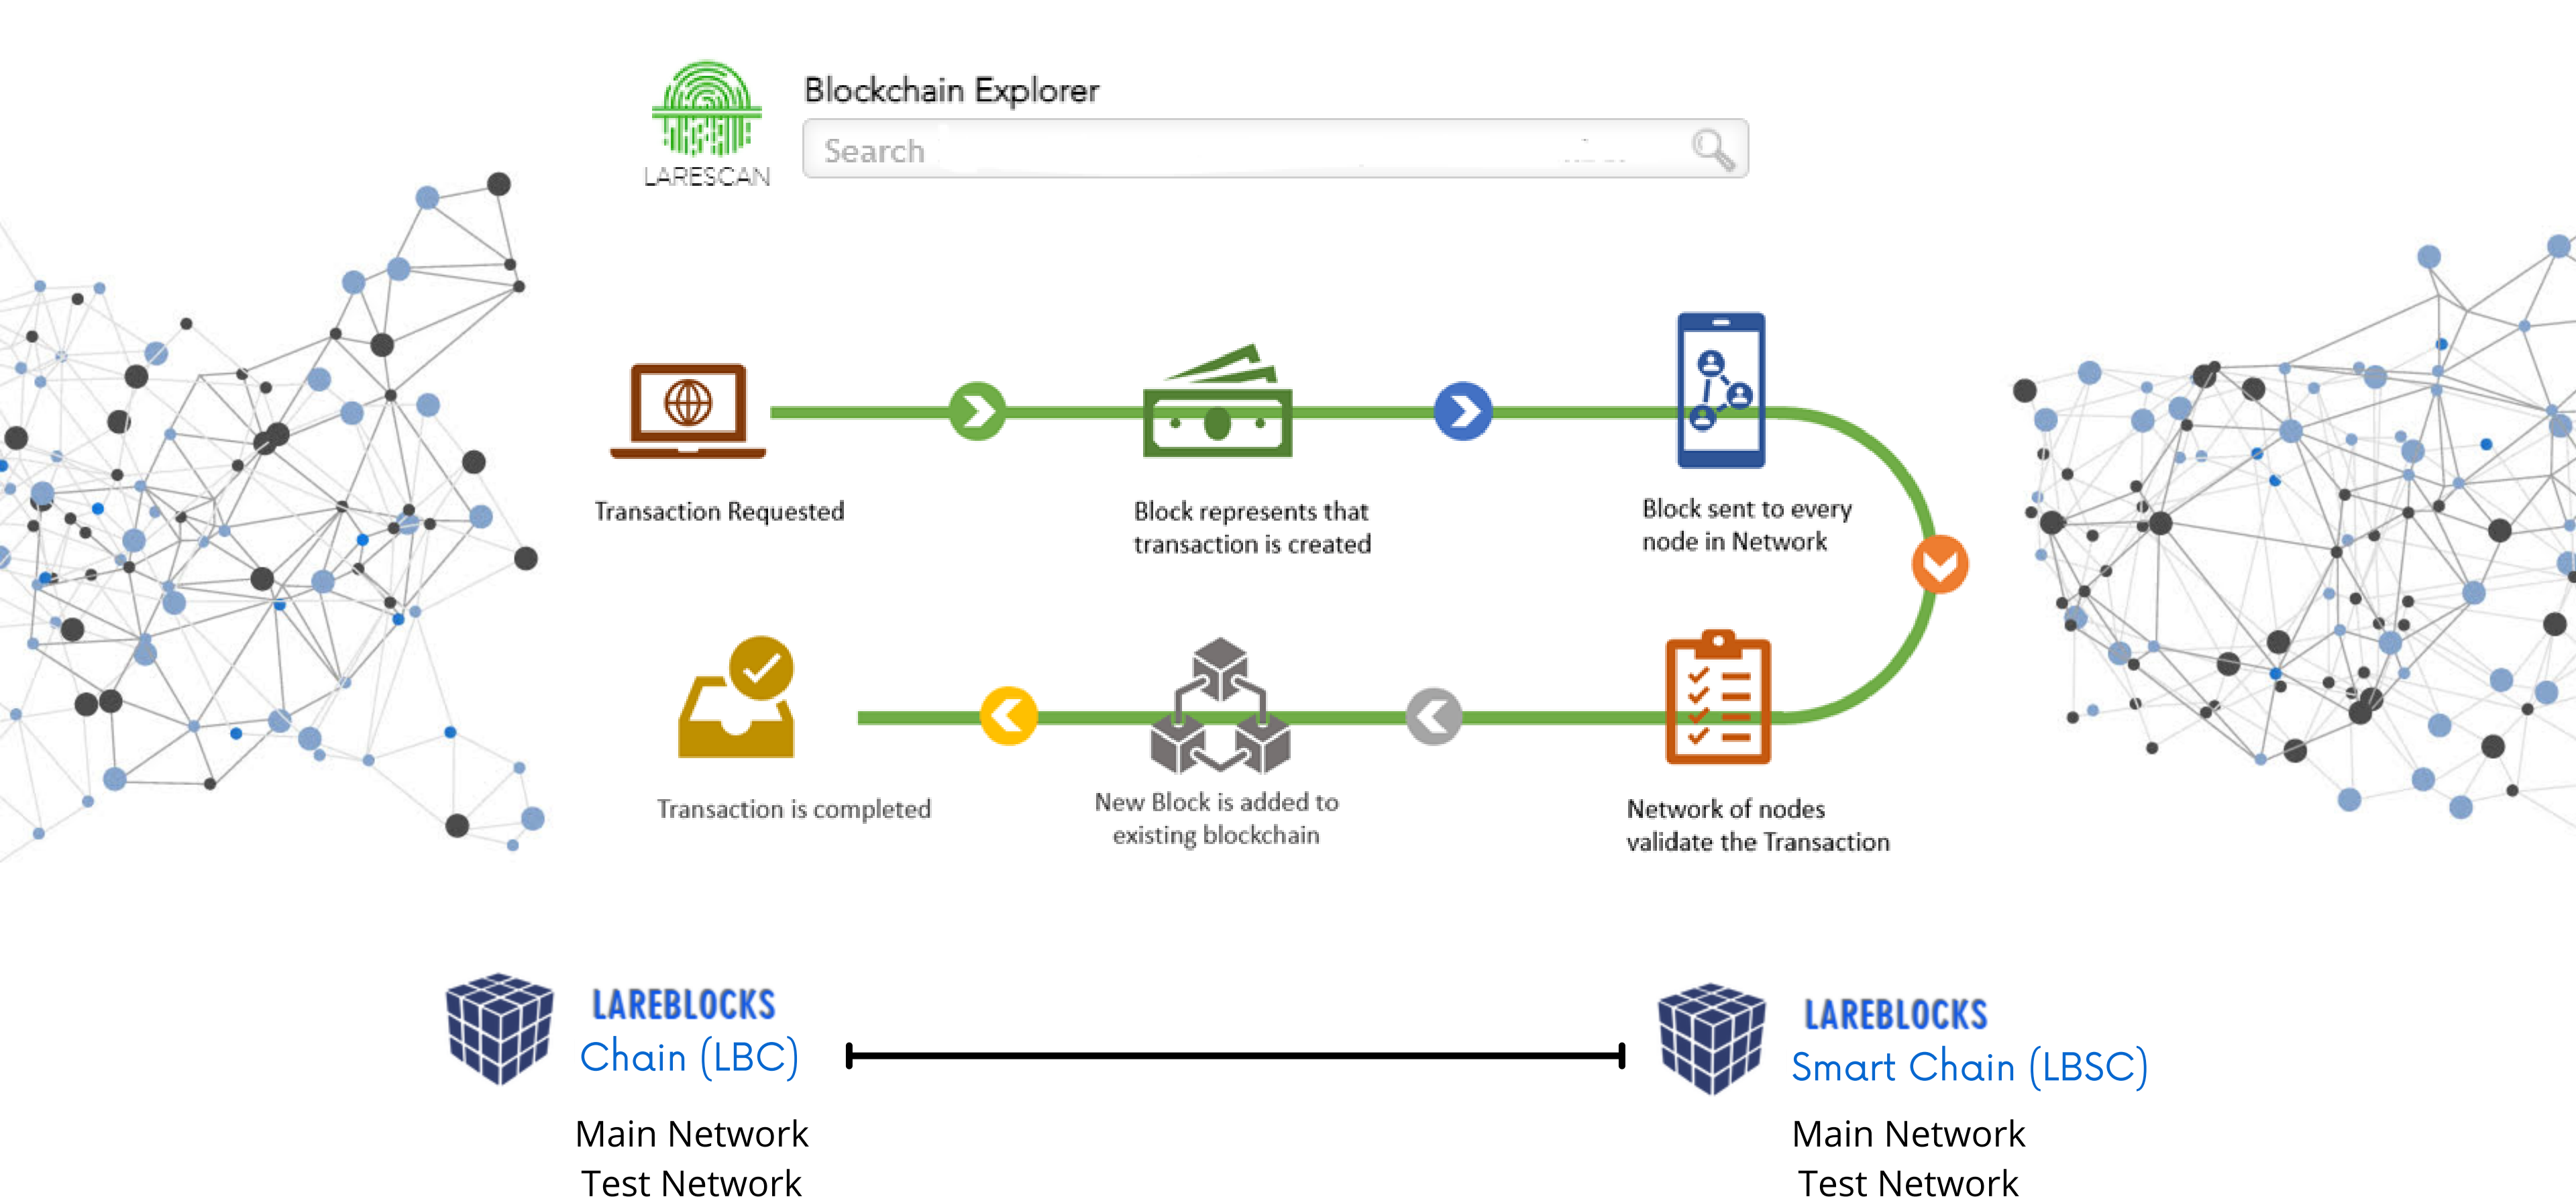 Blockchain Explorer
Search
LARESCAN
Transaction Requested
Block represents that
transaction is created
Block sent to every
node in Network
Transaction is completed
New Block is added to
existing blockchain
Network of nodes
validate the Transaction
LAREBLOCKS
Chain (LBC)
Main Network
Test Network
LAREBLOCKS
Smart Chain (LBSC)
Main Network
Test Network